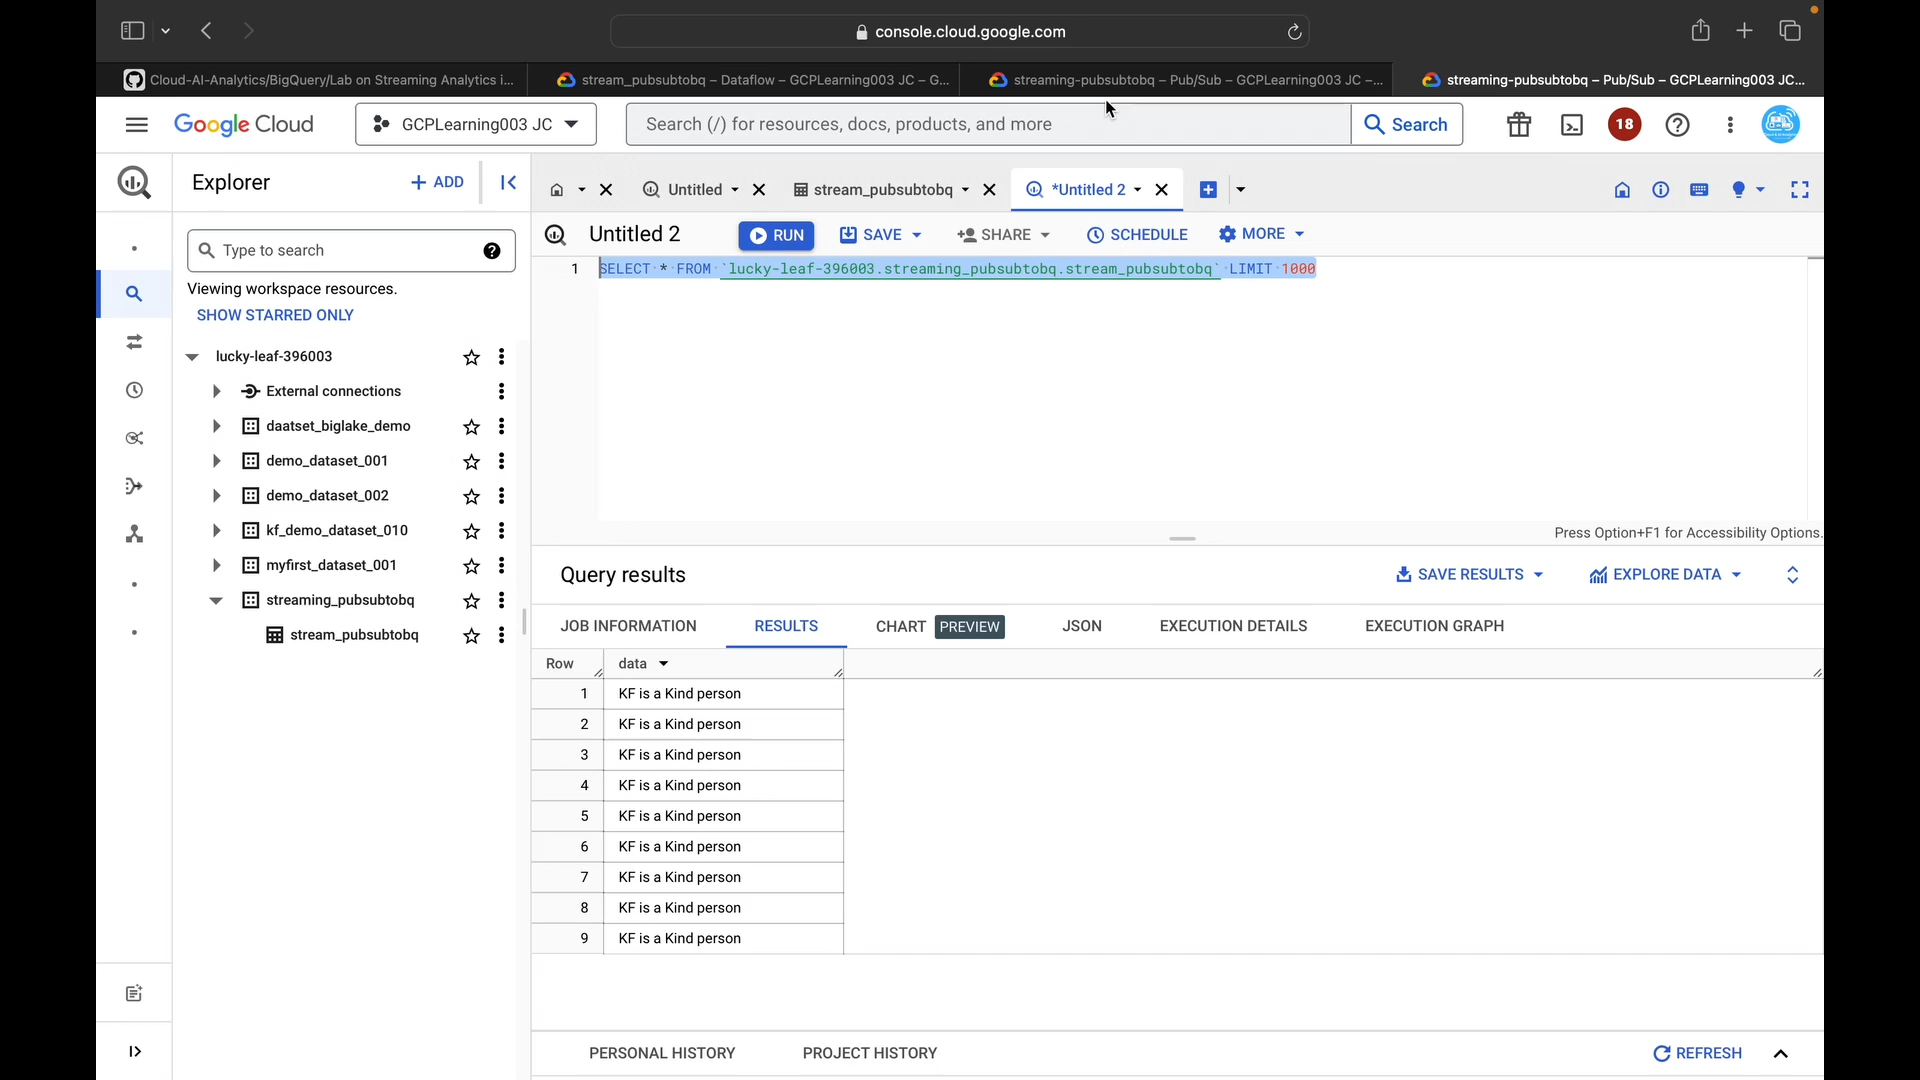 console.cloud.google.com
Cloud-AI-Analytics/BigQuery/Lab on Streaming Analytics i...
stream_pubsubtobq – Dataflow – GCPLearning003 JC – G...
streaming-pubsubtobq – Pub/Sub – GCPLearning003 JC –...
streaming-pubsubtobq – Pub/Sub – GCPLearning003 JC...
Google Cloud
GCPLearning003 JC
Search (/) for resources, docs, products, and more
Search
18
Explorer
+ ADD
Untitled
stream_pubsubtobq
*Untitled 2
Untitled 2
RUN
SAVE
SHARE
SCHEDULE
MORE
Type to search
Viewing workspace resources.
SHOW STARRED ONLY
lucky-leaf-396003
External connections
daatset_biglake_demo
demo_dataset_001
demo_dataset_002
kf_demo_dataset_010
myfirst_dataset_001
streaming_pubsubtobq
stream_pubsubtobq
1 SELECT * FROM `lucky-leaf-396003.streaming_pubsubtobq.stream_pubsubtobq` LIMIT 1000
Press Option+F1 for Accessibility Options.
Query results
SAVE RESULTS
EXPLORE DATA
JOB INFORMATION
RESULTS
CHART PREVIEW
JSON
EXECUTION DETAILS
EXECUTION GRAPH
Row data
1 KF is a Kind person
2 KF is a Kind person
3 KF is a Kind person
4 KF is a Kind person
5 KF is a Kind person
6 KF is a Kind person
7 KF is a Kind person
8 KF is a Kind person
9 KF is a Kind person
PERSONAL HISTORY
PROJECT HISTORY
REFRESH